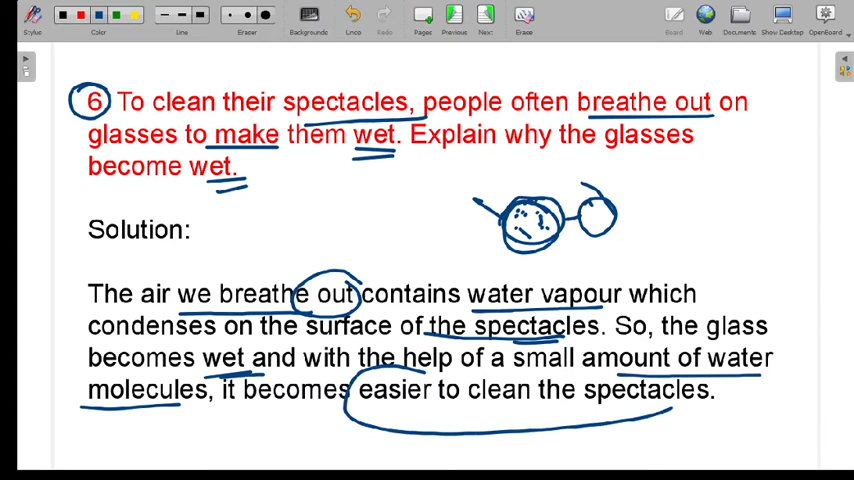 Stylus
Color
Line
Eraser
Backgrounds
Undo
Redo
Pages
Previous
Next
Erase
Board
Web
Documents
Show Desktop
OpenBoard
6 To clean their spectacles, people often breathe out on
glasses to make them wet. Explain why the glasses
become wet.
Solution:
The air we breathe out contains water vapour which
condenses on the surface of the spectacles. So, the glass
becomes wet and with the help of a small amount of water
molecules, it becomes easier to clean the spectacles.